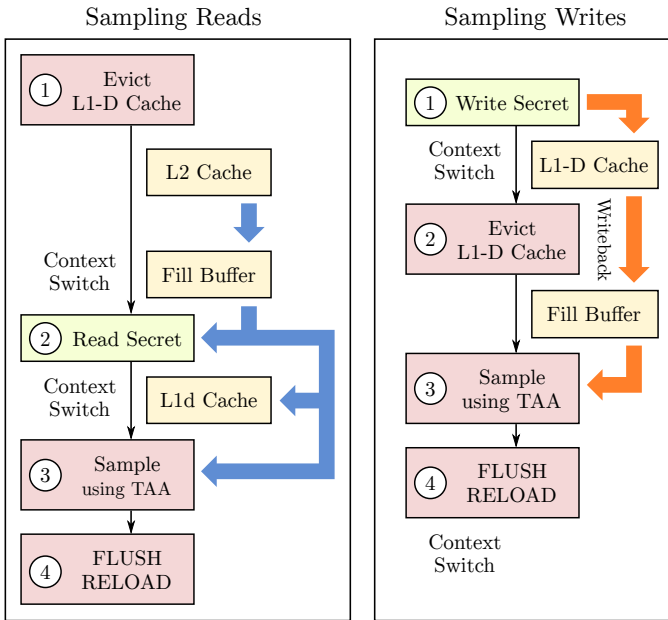 Sampling Reads
1
Evict
L1-D Cache
L2 Cache
Context
Switch
Fill Buffer
2
Read Secret
Context
Switch
L1d Cache
3
Sample
using TAA
4
FLUSH
RELOAD
Sampling Writes
1
Write Secret
Context
Switch
L1-D Cache
2
Evict
L1-D Cache
Writeback
Fill Buffer
3
Sample
using TAA
4
FLUSH
RELOAD
Context
Switch